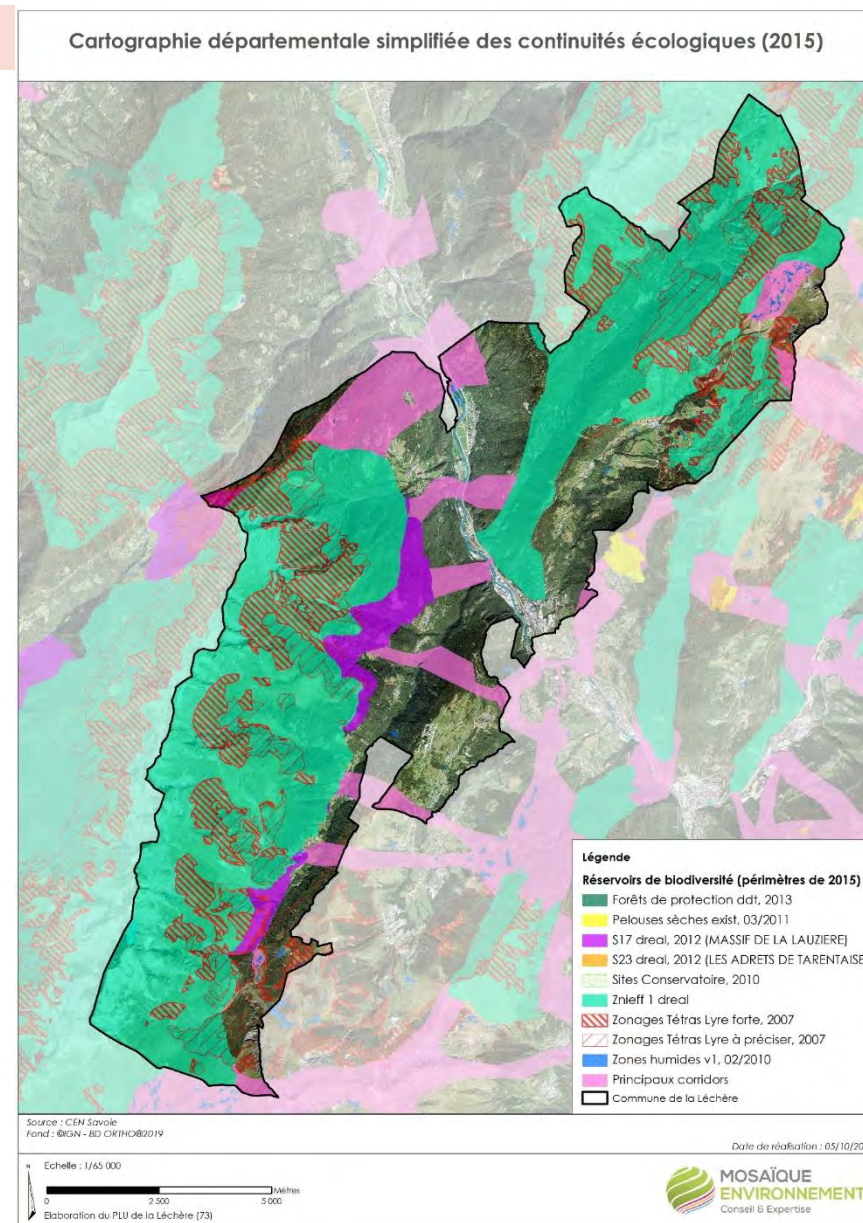 Cartographie départementale simplifiée des continuités écologiques (2015)
Légende
Réservoirs de biodiversité (périmètres de 2015)
Forêts de protection ddt, 2013
Pelouses sèches exist, 03/2011
S17 dreal, 2012 (MASSIF DE LA LAUZIERE)
S23 dreal, 2012 (LES ADRETS DE TARENTAISE
Sites Conservatoire, 2010
Znieff 1 dreal
Zonages Tétras Lyre forte, 2007
Zonages Tétras Lyre à préciser, 2007
Zones humides v1, 02/2010
Principaux corridors
Commune de la Léchère
Source : CEN Savoie
Fond : ©IGN - BD ORTHO®2019
Date de réalisation : 05/10/20
N
Echelle : 1/65 000
Mètres
0 2 500 5 000
Elaboration du PLU de la Léchère (73)
MOSAÏQUE
ENVIRONNEMENT
Conseil & Expertise